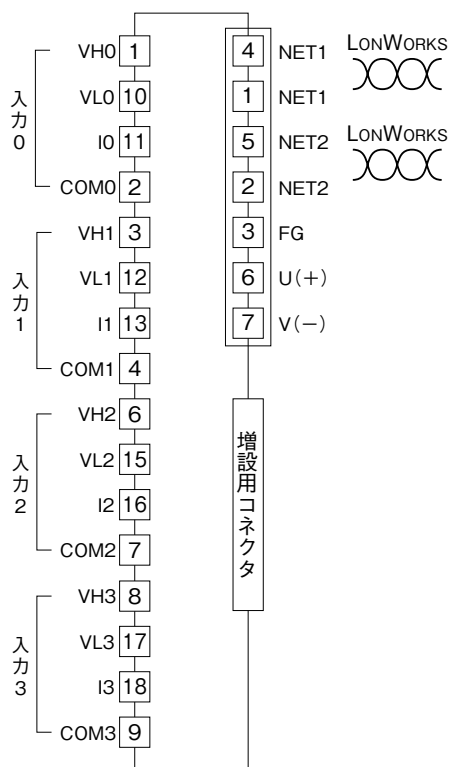 入力0
VH0 1
VL0 10
I0 11
COM0 2
入力1
VH1 3
VL1 12
I1 13
COM1 4
入力2
VH2 6
VL2 15
I2 16
COM2 7
入力3
VH3 8
VL3 17
I3 18
COM3 9
4 NET1 LONWORKS
1 NET1
5 NET2 LONWORKS
2 NET2
3 FG
6 U(+)
7 V(−)
増設用コネクタ